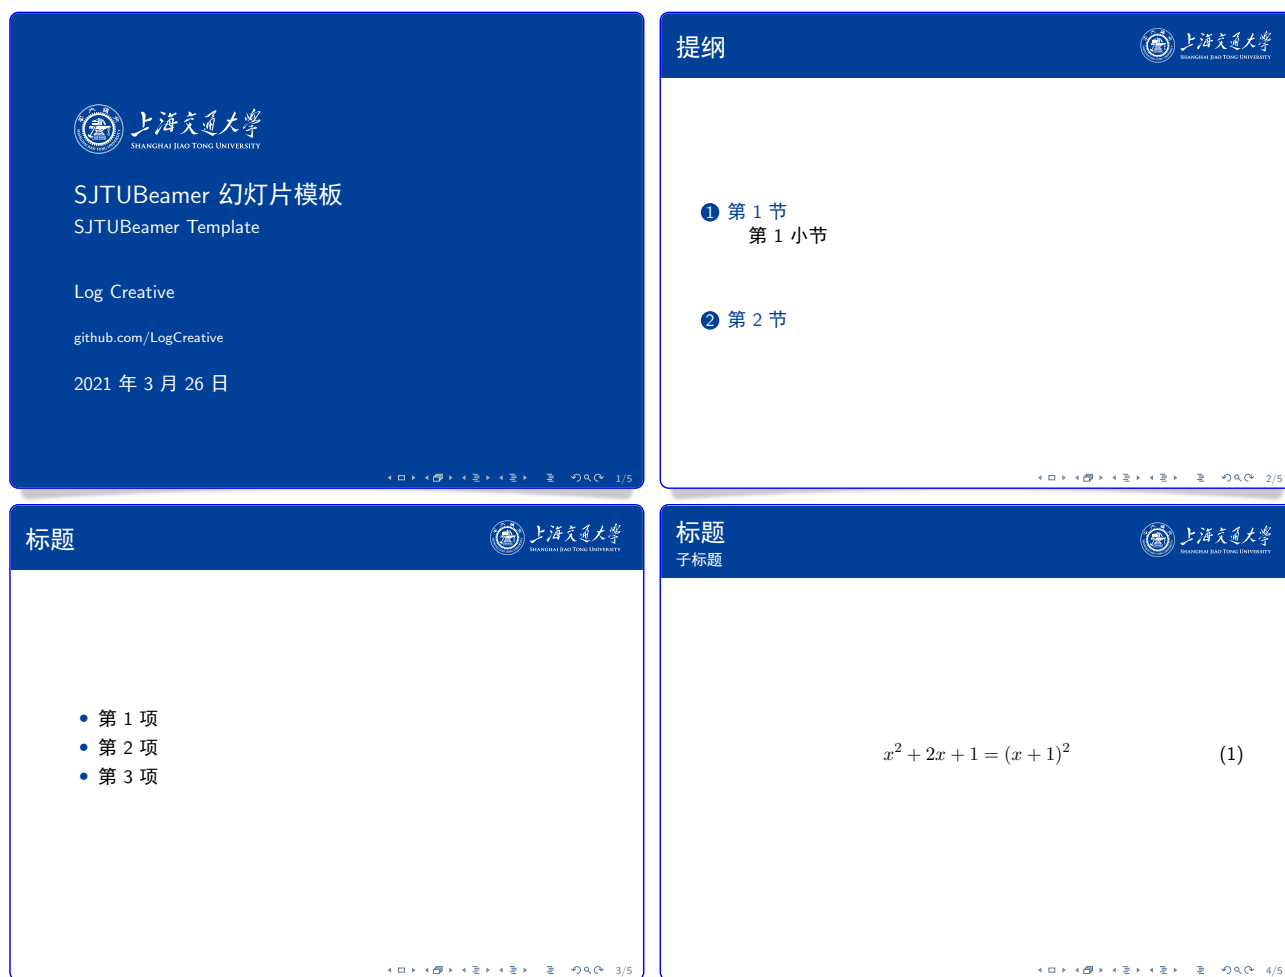 上海交通大学
SHANGHAI JIAO TONG UNIVERSITY
SJTUBeamer 幻灯片模板
SJTUBeamer Template
Log Creative
github.com/LogCreative
2021 年 3 月 26 日
1/5
提纲
上海交通大学
SHANGHAI JIAO TONG UNIVERSITY
1 第 1 节
第 1 小节
2 第 2 节
2/5
标题
上海交通大学
SHANGHAI JIAO TONG UNIVERSITY
• 第 1 项
• 第 2 项
• 第 3 项
3/5
标题
子标题
上海交通大学
SHANGHAI JIAO TONG UNIVERSITY
x² + 2x + 1 = (x + 1)² (1)
4/5